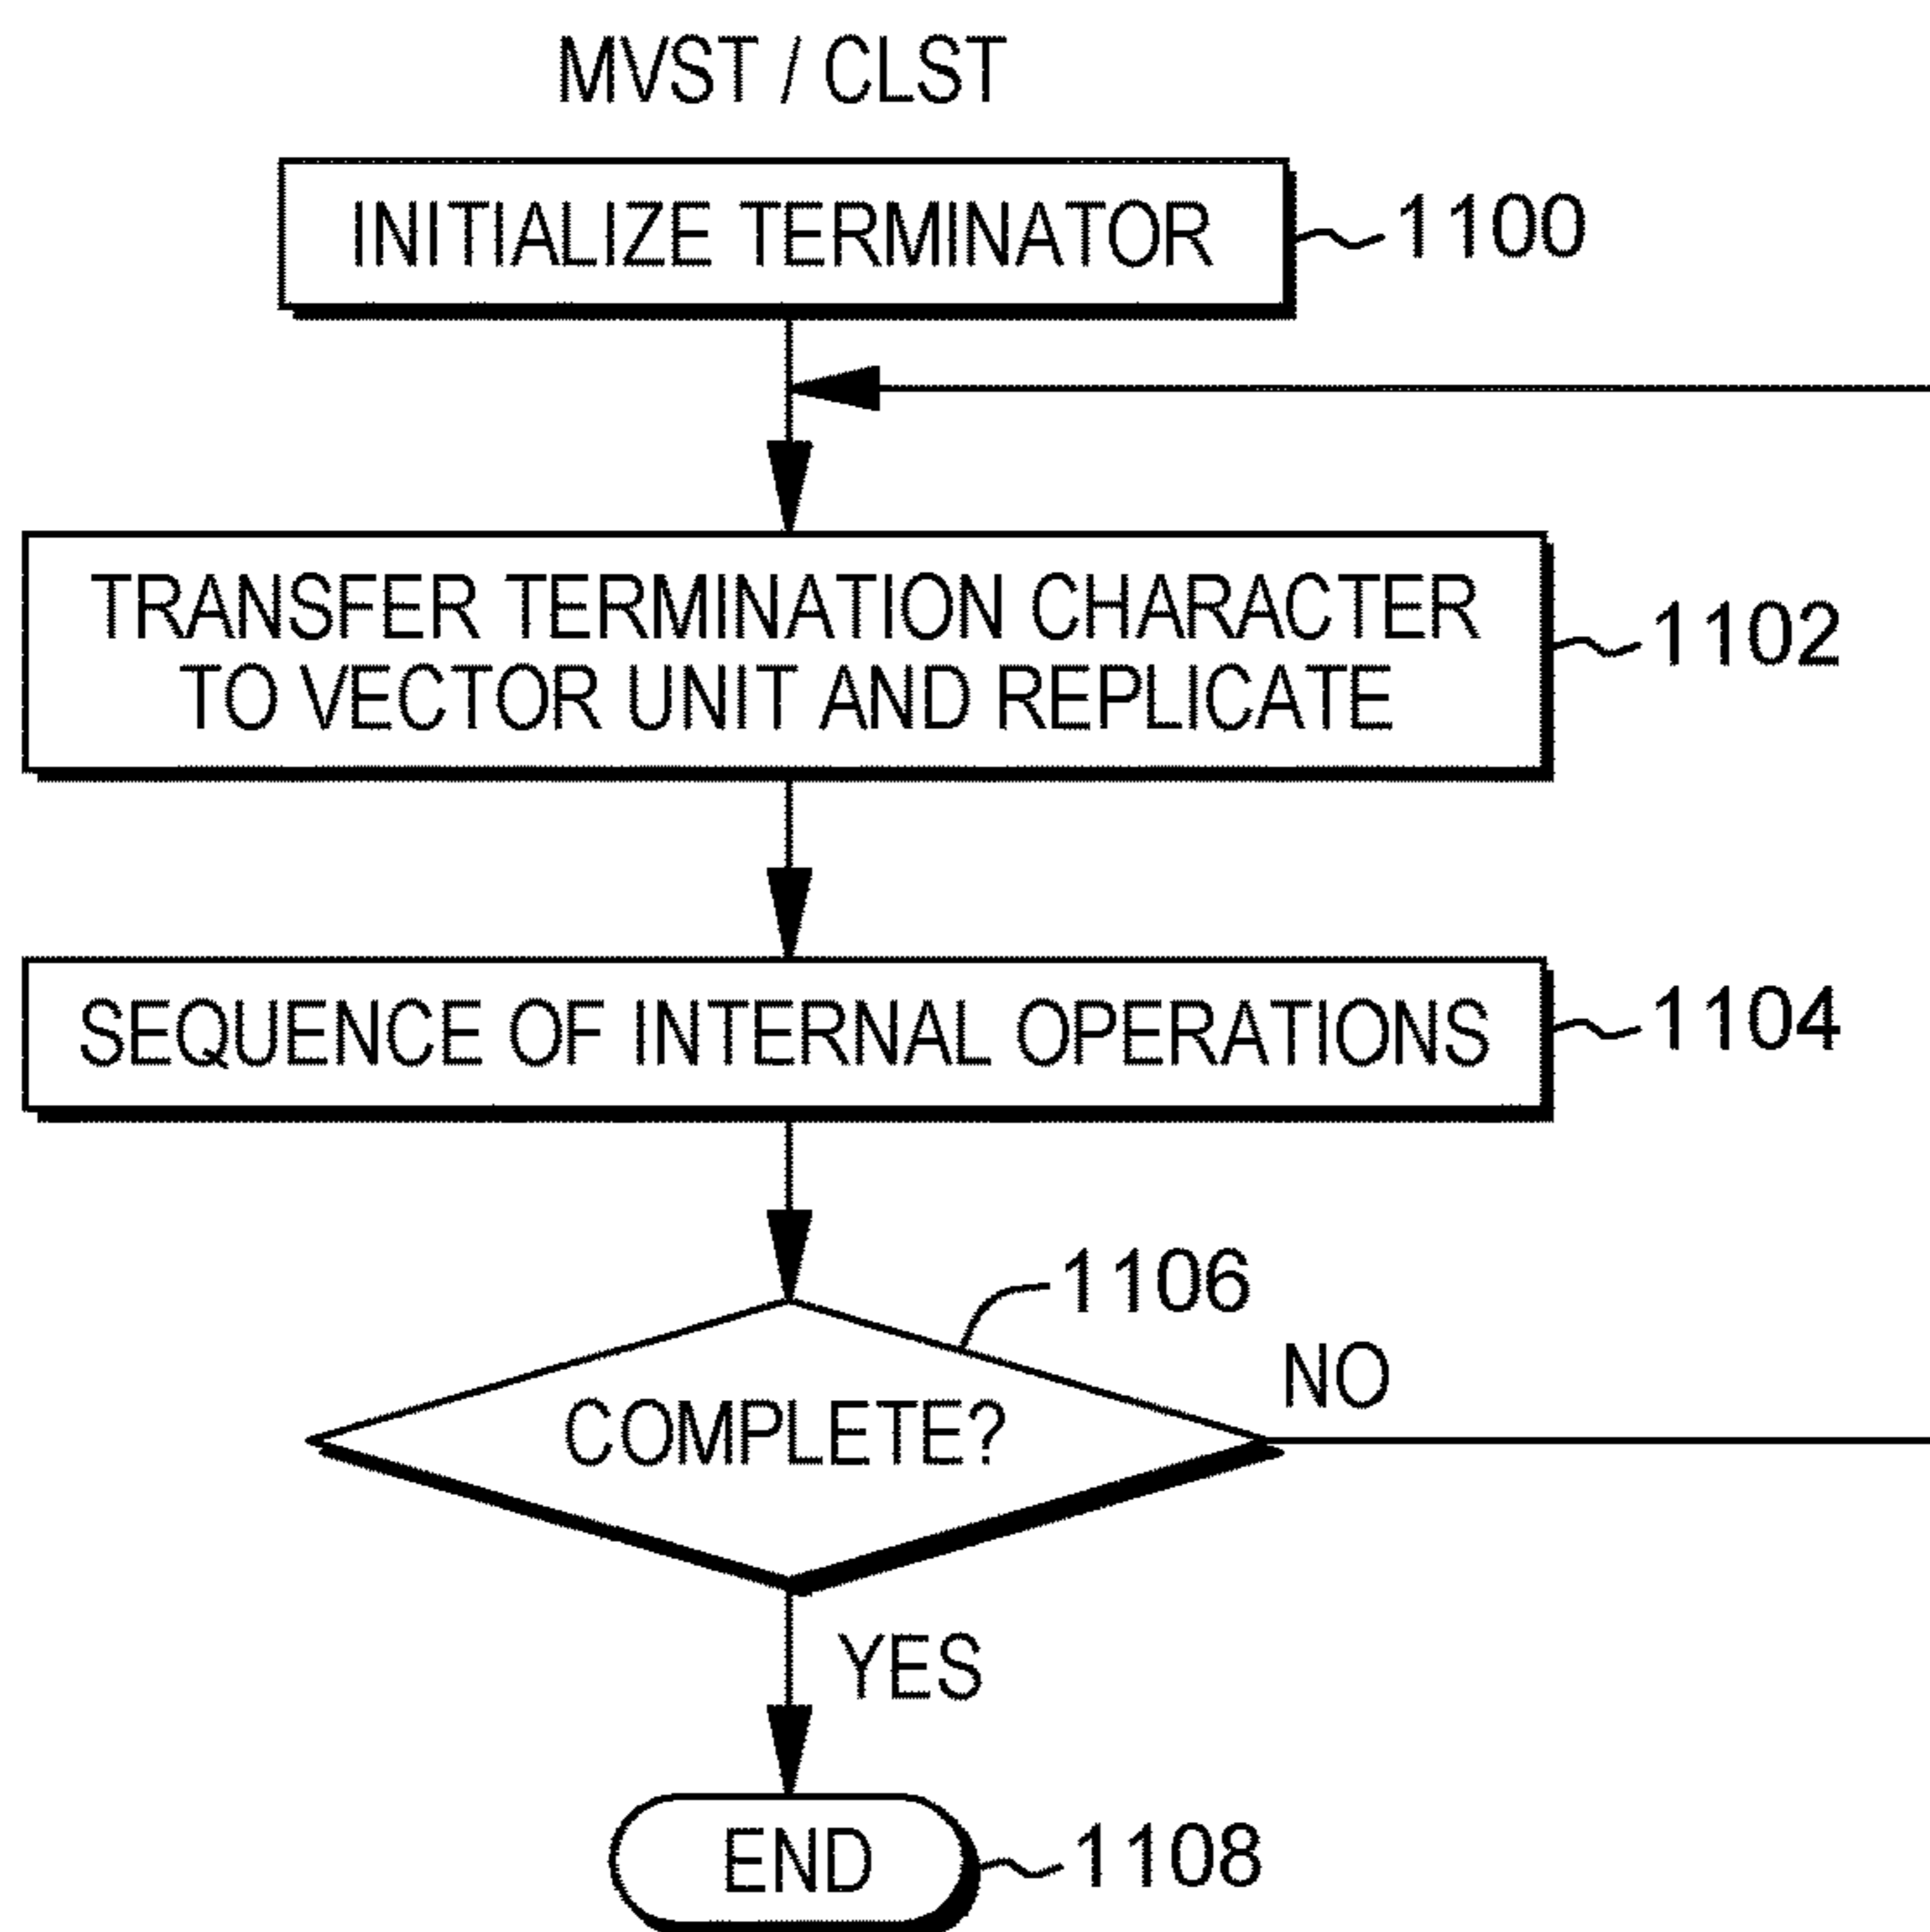 MVST / CLST
INITIALIZE TERMINATOR
1100
TRANSFER TERMINATION CHARACTER
TO VECTOR UNIT AND REPLICATE
1102
SEQUENCE OF INTERNAL OPERATIONS
1104
1106
COMPLETE?
NO
YES
END
1108